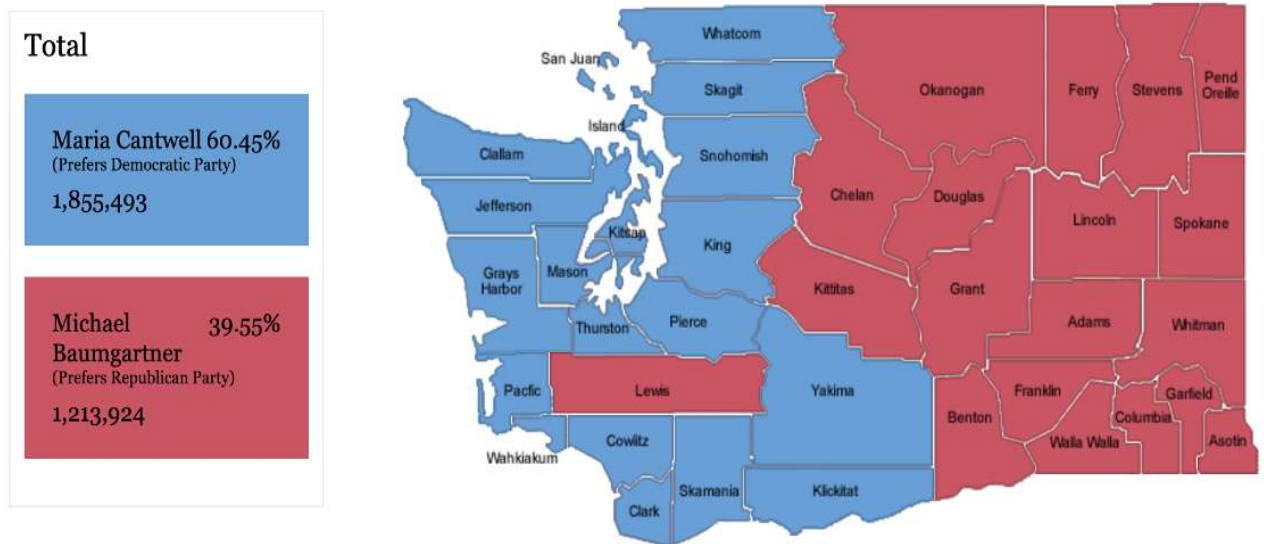 Total
Maria Cantwell 60.45%
(Prefers Democratic Party)
1,855,493
Michael 39.55%
Baumgartner
(Prefers Republican Party)
1,213,924
Whatcom
San Juan
Skagit
Okanogan
Ferry
Stevens
Pend
Oreille
Island
Clallam
Snohomish
Chelan
Douglas
Jefferson
Lincoln
Spokane
Kitsap
King
Grays
Harbor
Mason
Kittitas
Grant
Thurston
Pierce
Adams
Whitman
Pacfic
Lewis
Yakima
Benton
Franklin
Columbia
Garfield
Walla Walla
Asotin
Wahkiakum
Cowlitz
Skamania
Klickitat
Clark